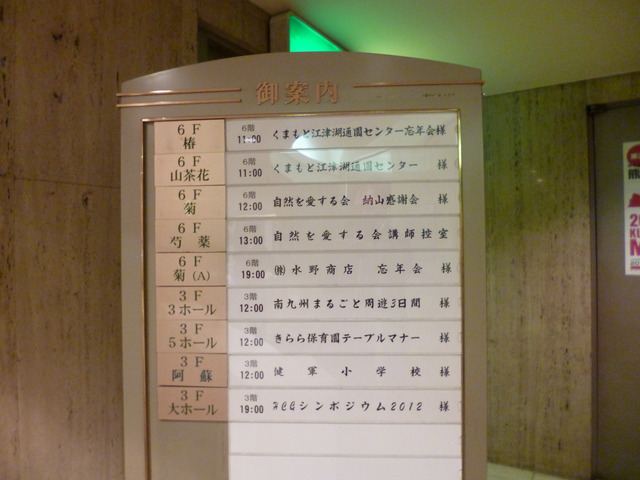 御案内
6F 椿 6階 11:00 くまもと江津湖通園センター忘年会様
6F 山茶花 6階 11:00 くまもと江津湖通園センター 様
6F 菊 6階 12:00 自然を愛する会 納山感謝会 様
6F 芍薬 6階 13:00 自然を愛する会講師控室
6F 菊(A) 6階 19:00 ㈱水野商店 忘年会 様
3F 3ホール 3階 12:00 南九州まるごと周遊3日間 様
3F 5ホール 3階 12:00 きらら保育園テーブルマナー 様
3F 阿蘇 3階 12:00 健軍小学校 様
3F 大ホール 3階 19:00 HCGシンポジウム2012 様